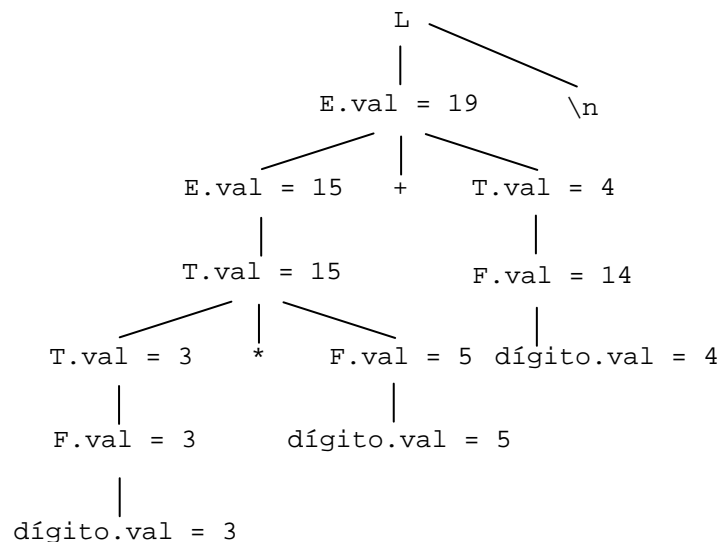 L
E.val = 19 \n
E.val = 15 + T.val = 4
T.val = 15 F.val = 14
T.val = 3 * F.val = 5 dígito.val = 4
F.val = 3 dígito.val = 5
dígito.val = 3